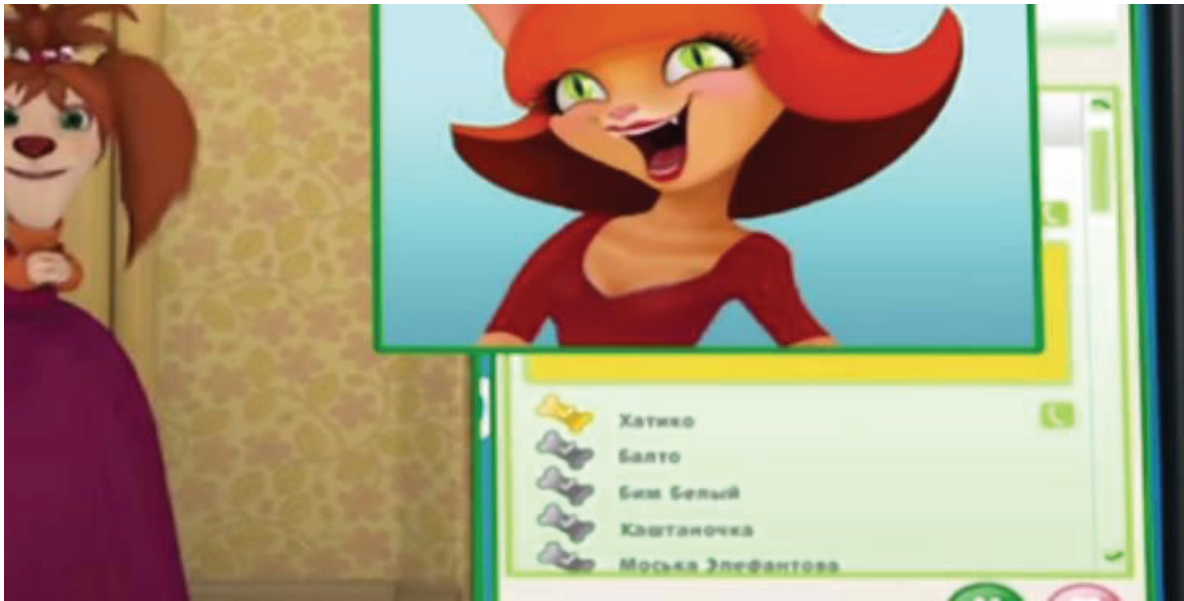 Хатико
Балто
Бим Белый
Каштаночка
Моська Элефантова